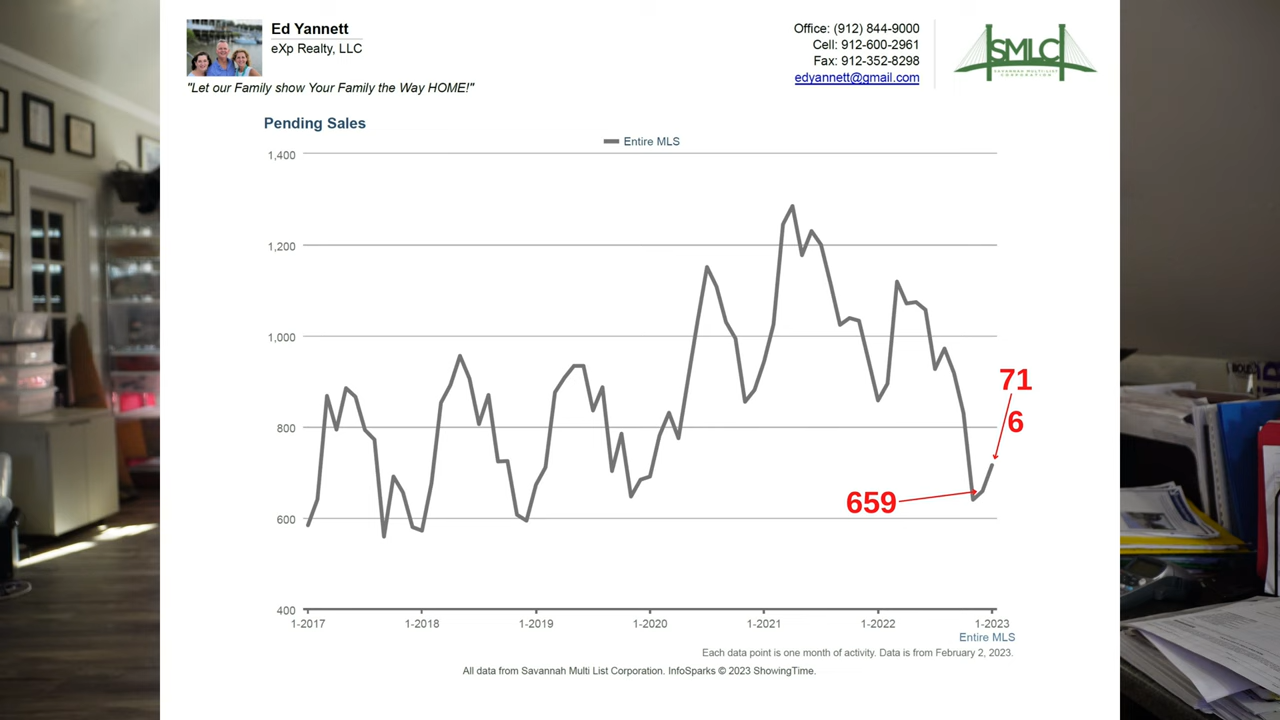 Ed Yannett
eXp Realty, LLC
"Let our Family show Your Family the Way HOME!"
Office: (912) 844-9000
Cell: 912-600-2961
Fax: 912-352-8298
edyannett@gmail.com
SMLC
SAVANNAH MULTI-LIST
CORPORATION
Pending Sales
Entire MLS
1,400
1,200
1,000
800
600
400
71
6
659
1-2017 1-2018 1-2019 1-2020 1-2021 1-2022 1-2023
Entire MLS
Each data point is one month of activity. Data is from February 2, 2023.
All data from Savannah Multi List Corporation. InfoSparks © 2023 ShowingTime.